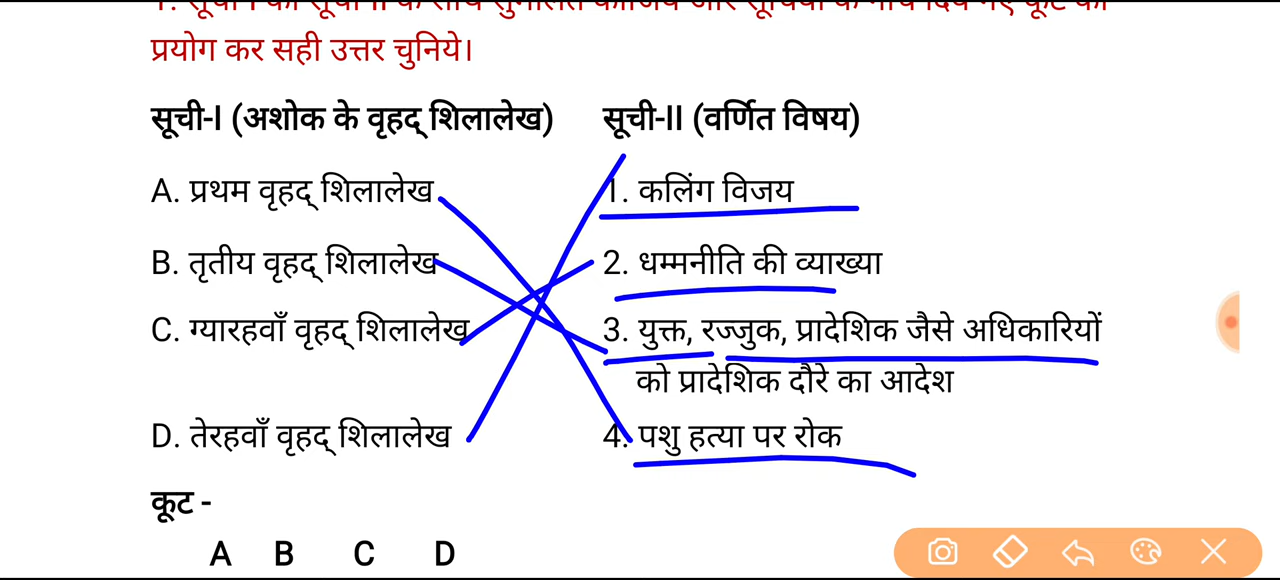 प्रयोग कर सही उत्तर चुनिये।
सूची-I (अशोक के वृहद् शिलालेख) सूची-II (वर्णित विषय)
A. प्रथम वृहद् शिलालेख 1. कलिंग विजय
B. तृतीय वृहद् शिलालेख 2. धम्मनीति की व्याख्या
C. ग्यारहवाँ वृहद् शिलालेख 3. युक्त, रज्जुक, प्रादेशिक जैसे अधिकारियों
को प्रादेशिक दौरे का आदेश
D. तेरहवाँ वृहद् शिलालेख 4. पशु हत्या पर रोक
कूट -
A B C D